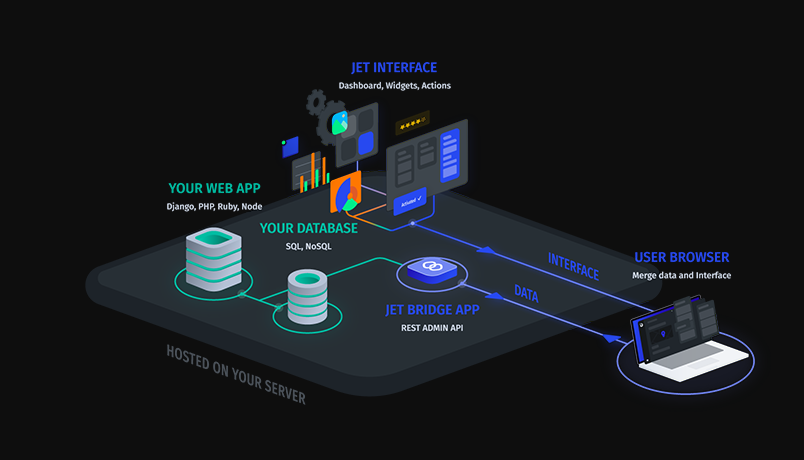 JET INTERFACE
Dashboard, Widgets, Actions
YOUR WEB APP
Django, PHP, Ruby, Node
Activated ✓
YOUR DATABASE
SQL, NoSQL
INTERFACE
USER BROWSER
Merge data and Interface
DATA
JET BRIDGE APP
REST ADMIN API
HOSTED ON YOUR SERVER